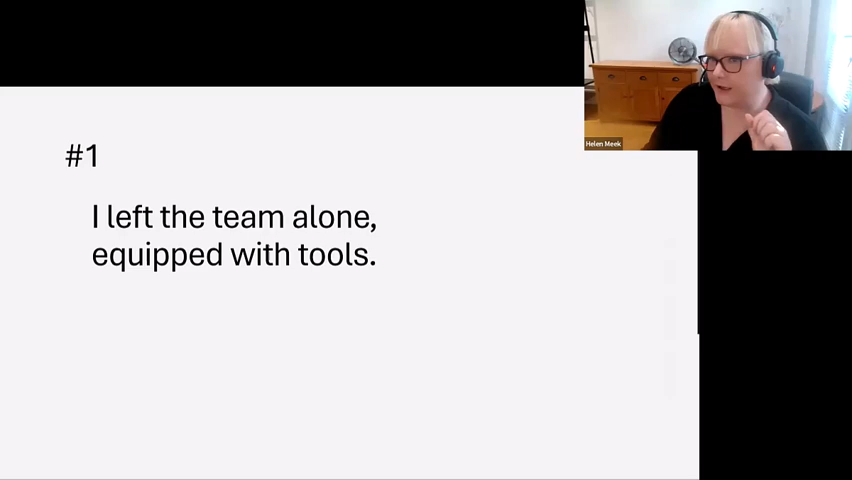 Helen Meek
#1
I left the team alone,
equipped with tools.